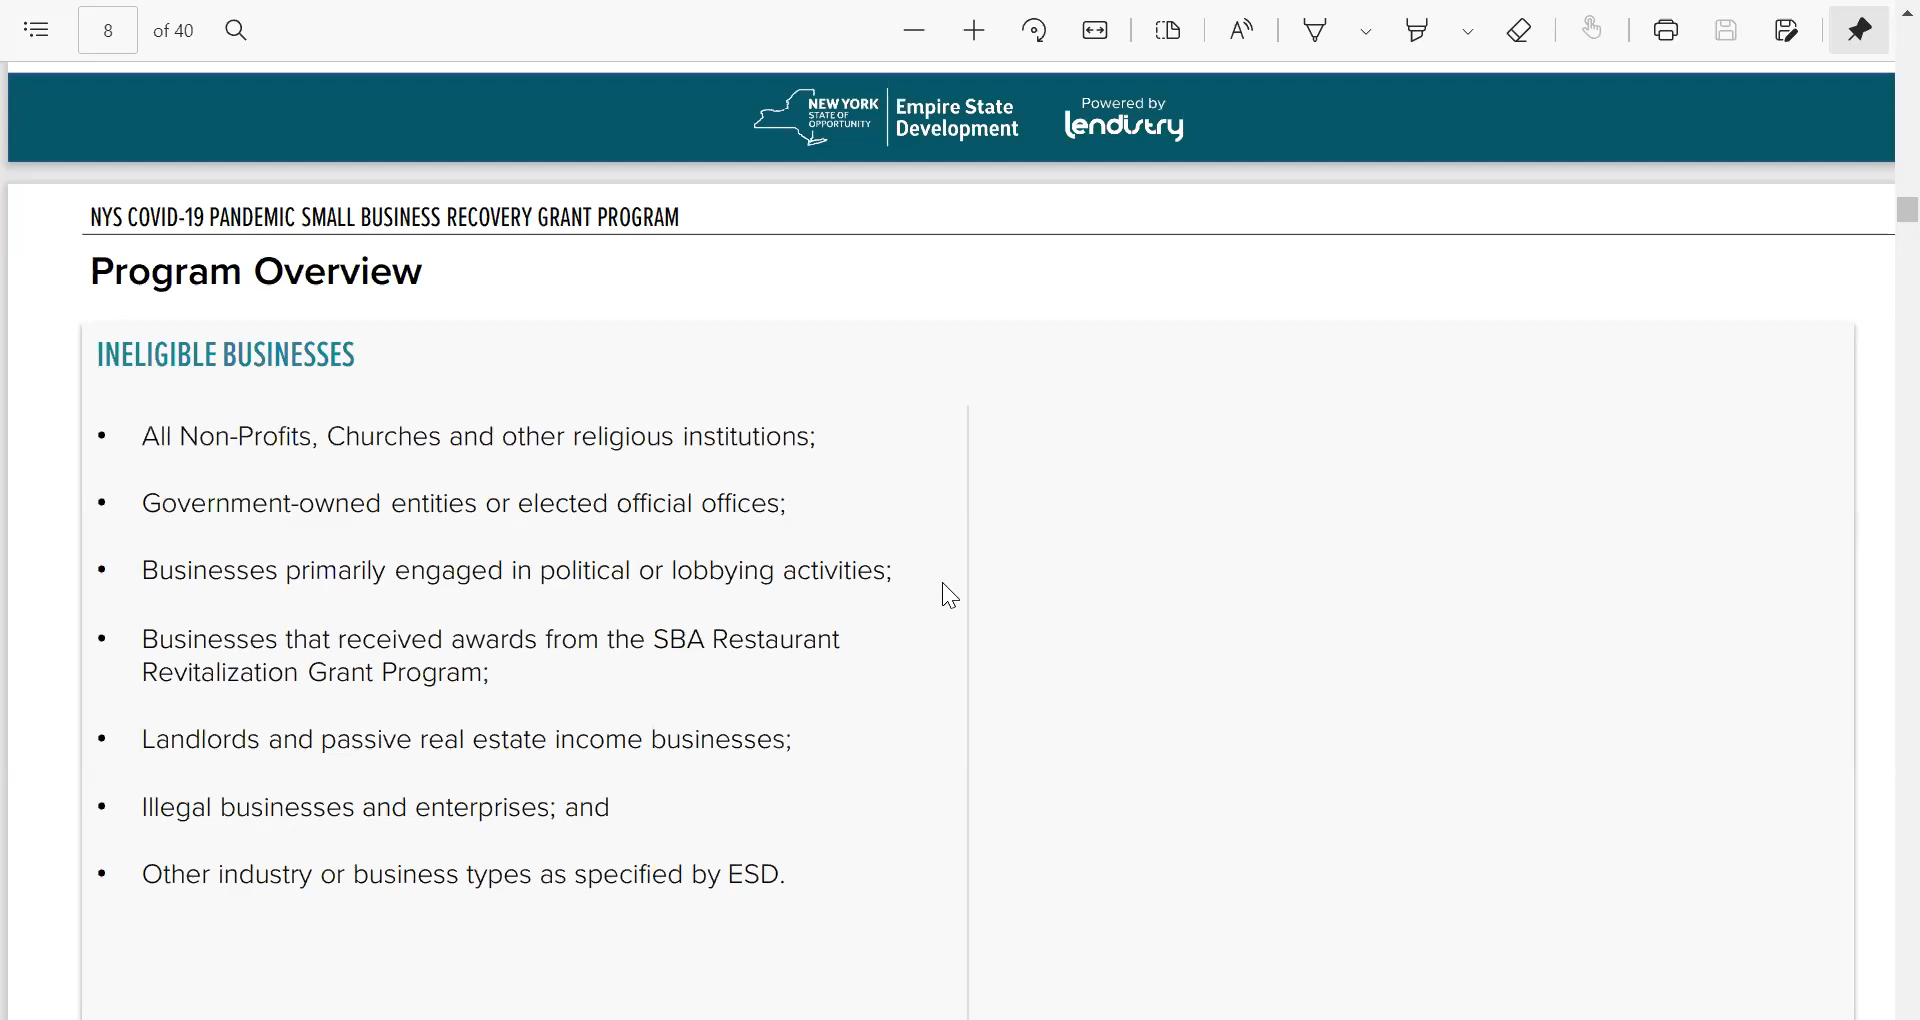 8 of 40
NEW YORK
STATE OF
OPPORTUNITY
Empire State
Development
Powered by
lendistry
NYS COVID-19 PANDEMIC SMALL BUSINESS RECOVERY GRANT PROGRAM
Program Overview
INELIGIBLE BUSINESSES
• All Non-Profits, Churches and other religious institutions;
• Government-owned entities or elected official offices;
• Businesses primarily engaged in political or lobbying activities;
• Businesses that received awards from the SBA Restaurant
Revitalization Grant Program;
• Landlords and passive real estate income businesses;
• Illegal businesses and enterprises; and
• Other industry or business types as specified by ESD.